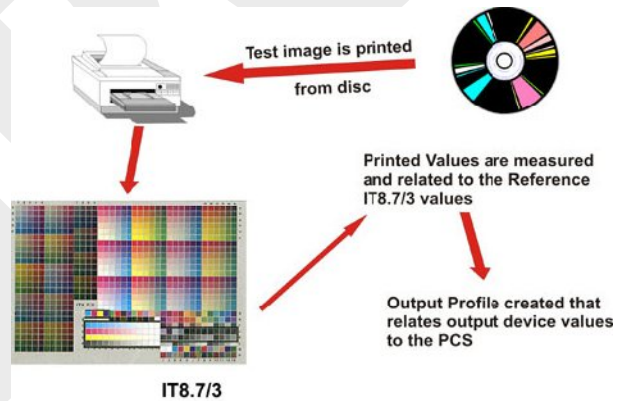 Test image is printed
from disc
Printed Values are measured
and related to the Reference
IT8.7/3 values
Output Profile created that
relates output device values
to the PCS
IT8.7/3